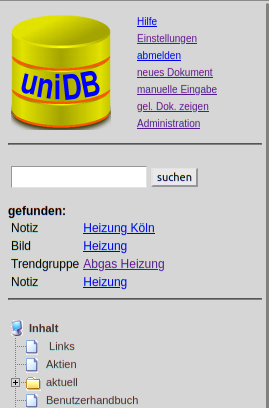 uniDB
Hilfe
Einstellungen
abmelden
neues Dokument
manuelle Eingabe
gel. Dok. zeigen
Administration
suchen
gefunden:
Notiz Heizung Köln
Bild Heizung
Trendgruppe Abgas Heizung
Notiz Heizung
Inhalt
Links
Aktien
aktuell
Benutzerhandbuch